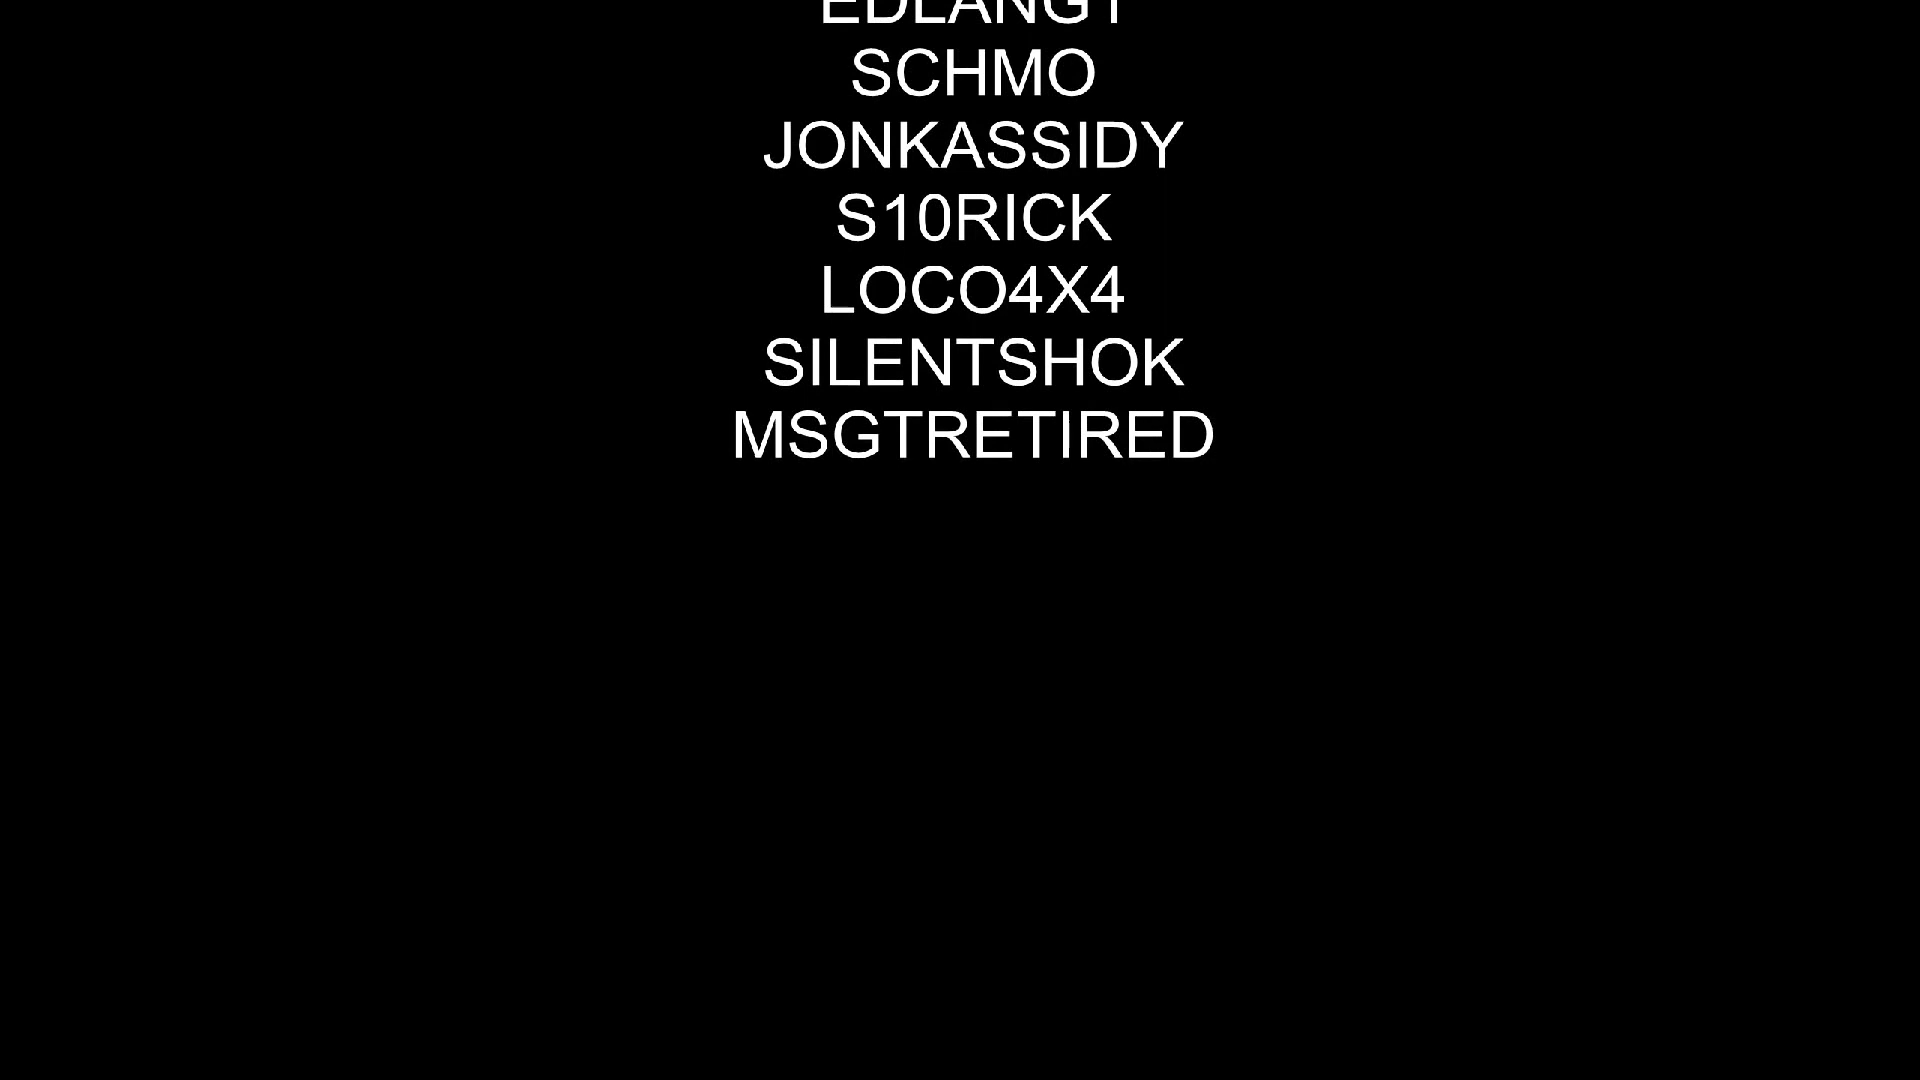 SCHMO
JONKASSIDY
S10RICK
LOCO4X4
SILENTSHOK
MSGTRETIRED